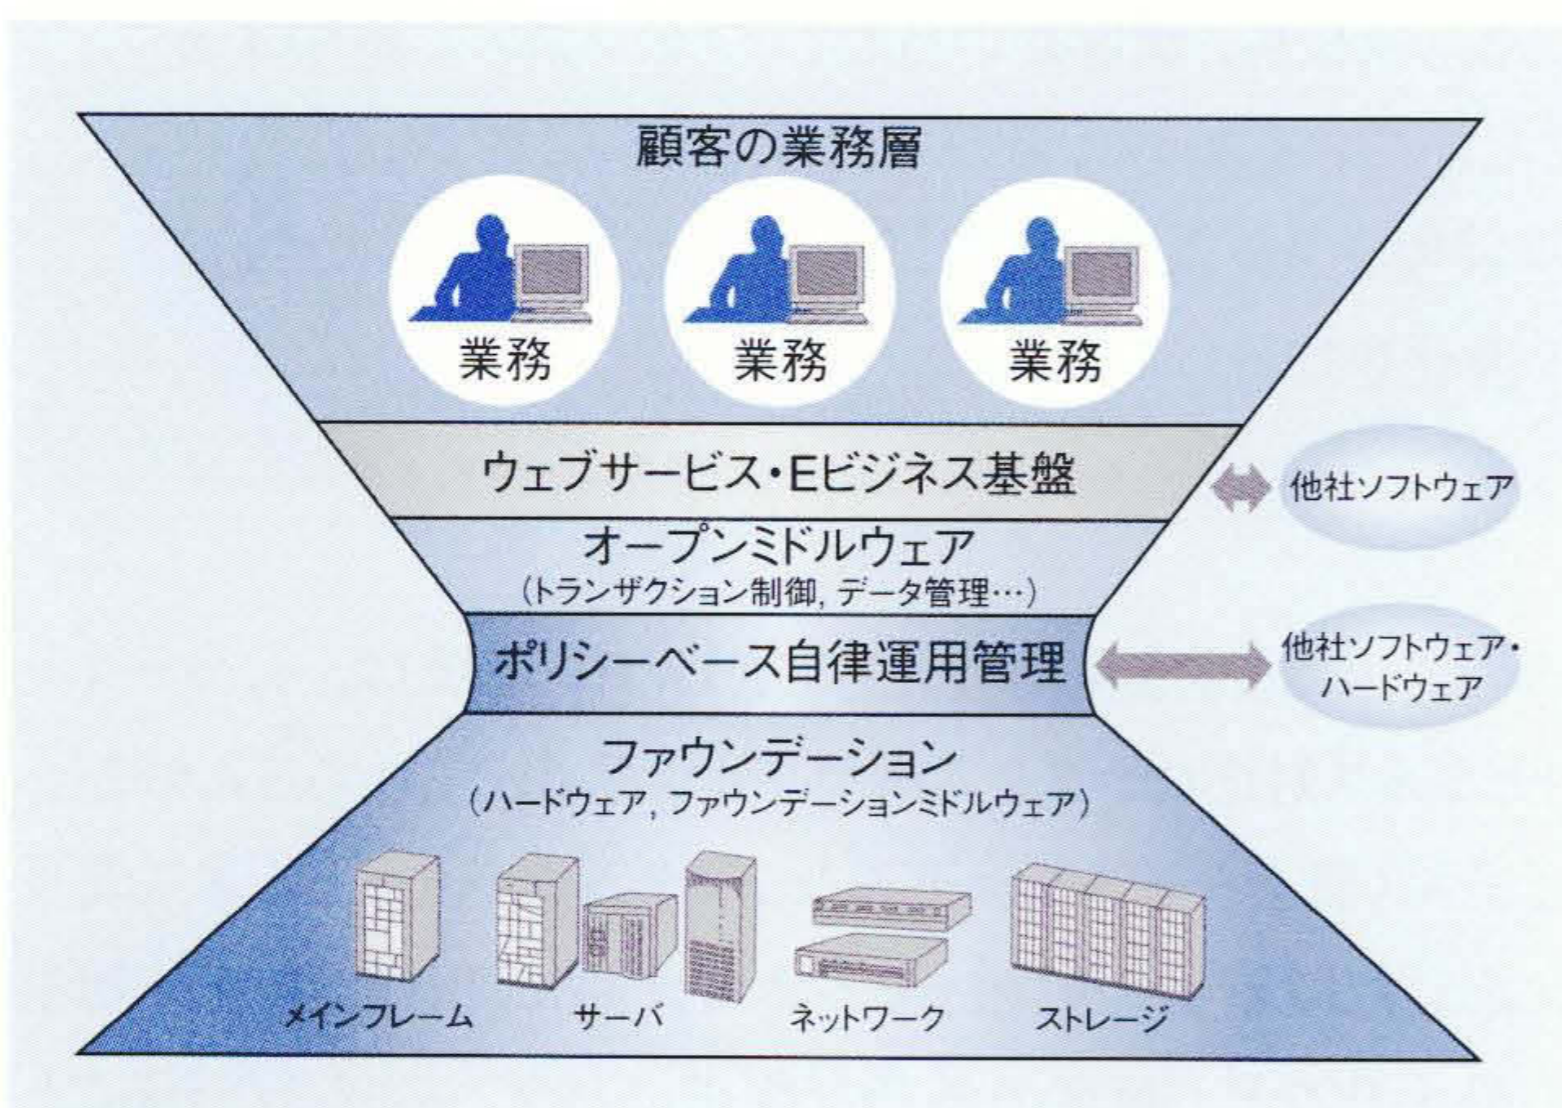 顧客の業務層
業務 業務 業務
ウェブサービス・Eビジネス基盤
他社ソフトウェア
オープンミドルウェア
(トランザクション制御, データ管理…)
ポリシーベース自律運用管理
他社ソフトウェア・
ハードウェア
ファウンデーション
(ハードウェア, ファウンデーションミドルウェア)
メインフレーム サーバ ネットワーク ストレージ